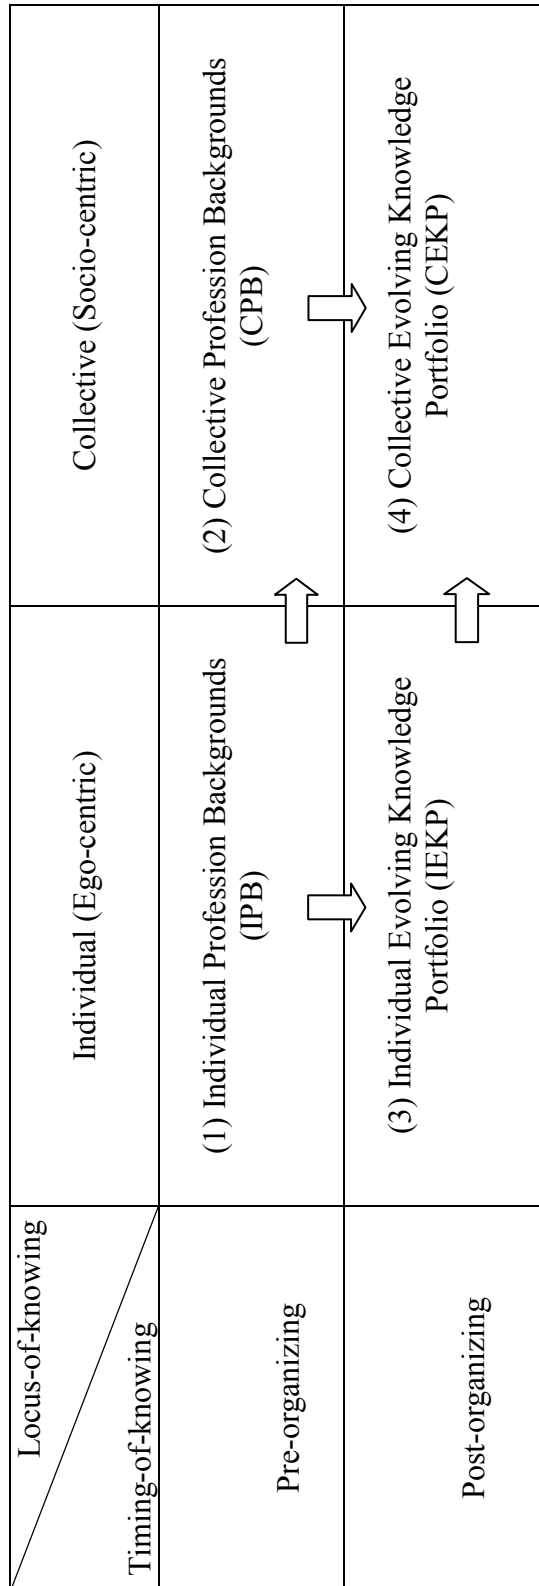 Locus-of-knowing
Timing-of-knowing
Individual (Ego-centric)
Collective (Socio-centric)
Pre-organizing
(1) Individual Profession Backgrounds
(IPB)
(2) Collective Profession Backgrounds
(CPB)
Post-organizing
(3) Individual Evolving Knowledge
Portfolio (IEKP)
(4) Collective Evolving Knowledge
Portfolio (CEKP)